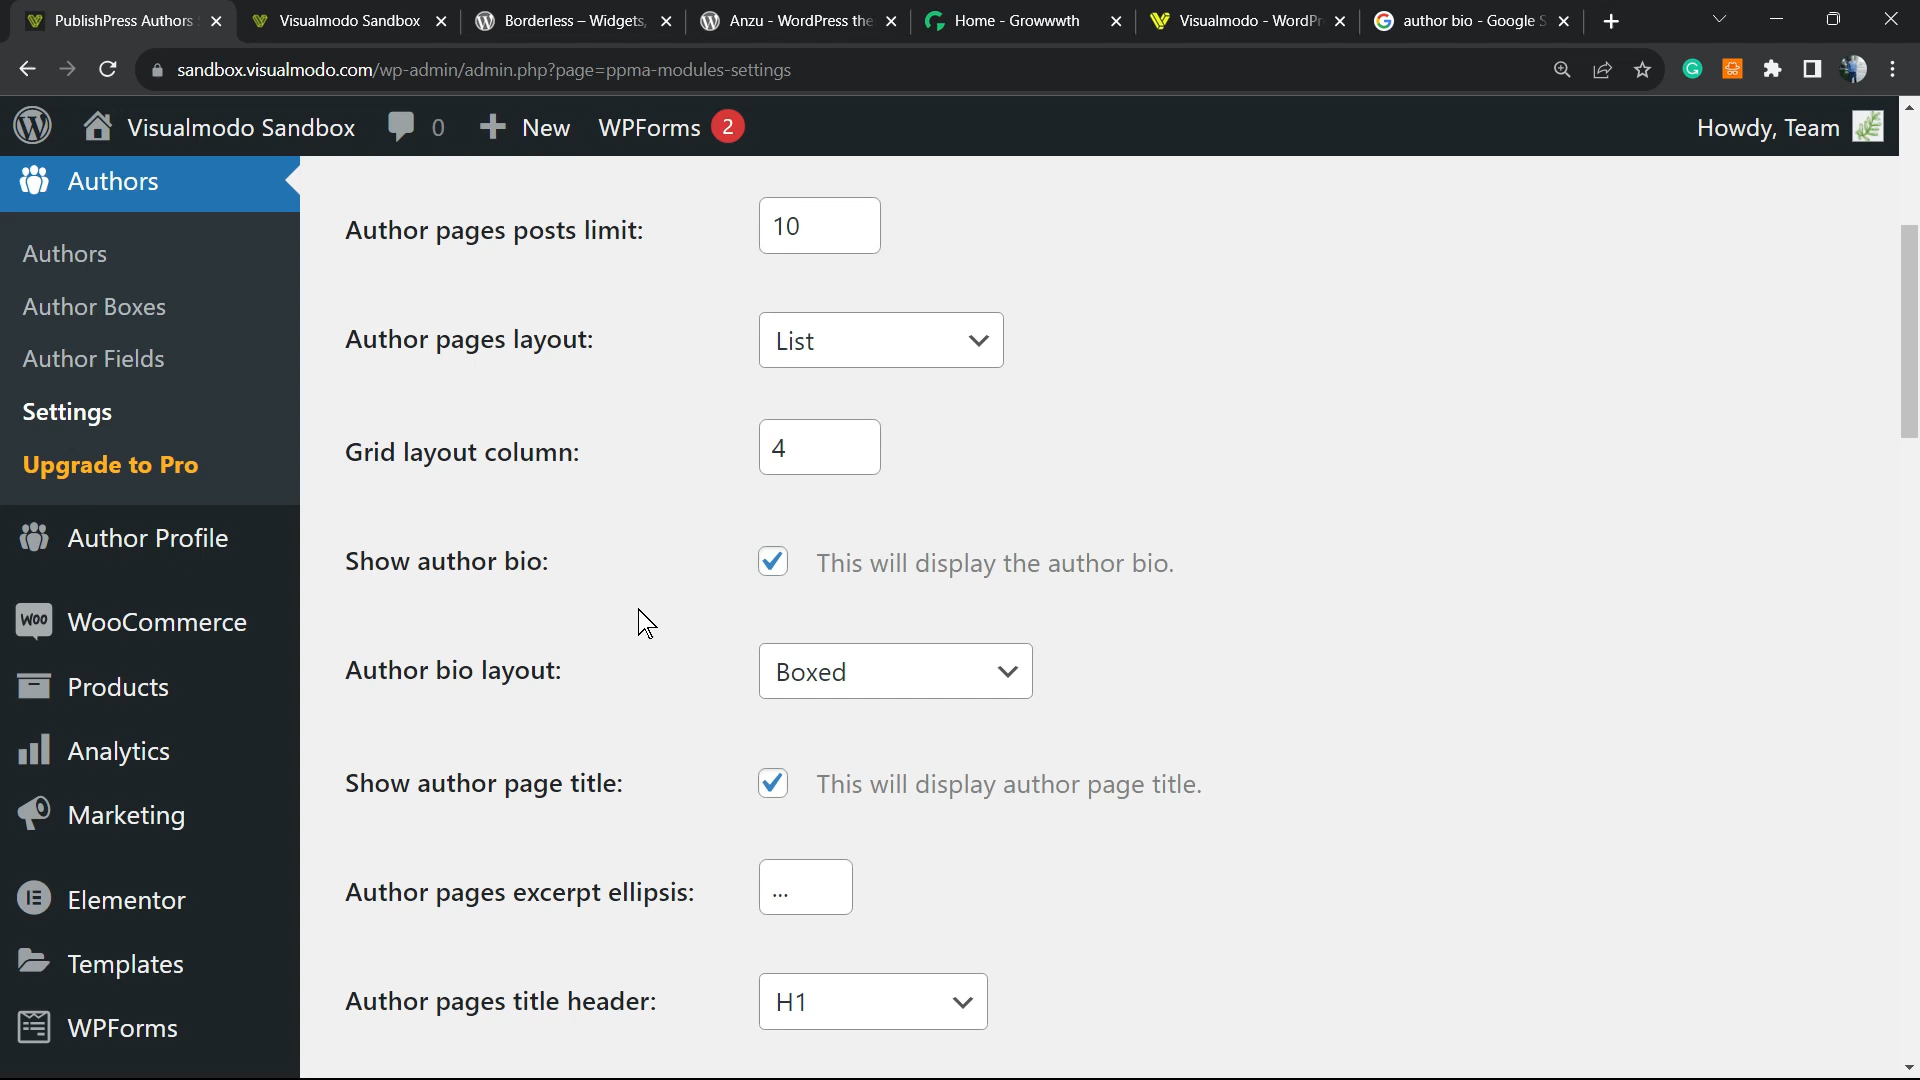 PublishPress Authors
Visualmodo Sandbox
Borderless – Widgets,
Anzu - WordPress the
Home - Growwwth
Visualmodo - WordPr
author bio - Google S
sandbox.visualmodo.com/wp-admin/admin.php?page=ppma-modules-settings
Visualmodo Sandbox
0
New
WPForms
2
Howdy, Team
Authors
Authors
Author Boxes
Author Fields
Settings
Upgrade to Pro
Author Profile
Woo
WooCommerce
Products
Analytics
Marketing
Elementor
Templates
WPForms
Author pages posts limit:
10
Author pages layout:
List
Grid layout column:
4
Show author bio:
This will display the author bio.
Author bio layout:
Boxed
Show author page title:
This will display author page title.
Author pages excerpt ellipsis:
...
Author pages title header:
H1